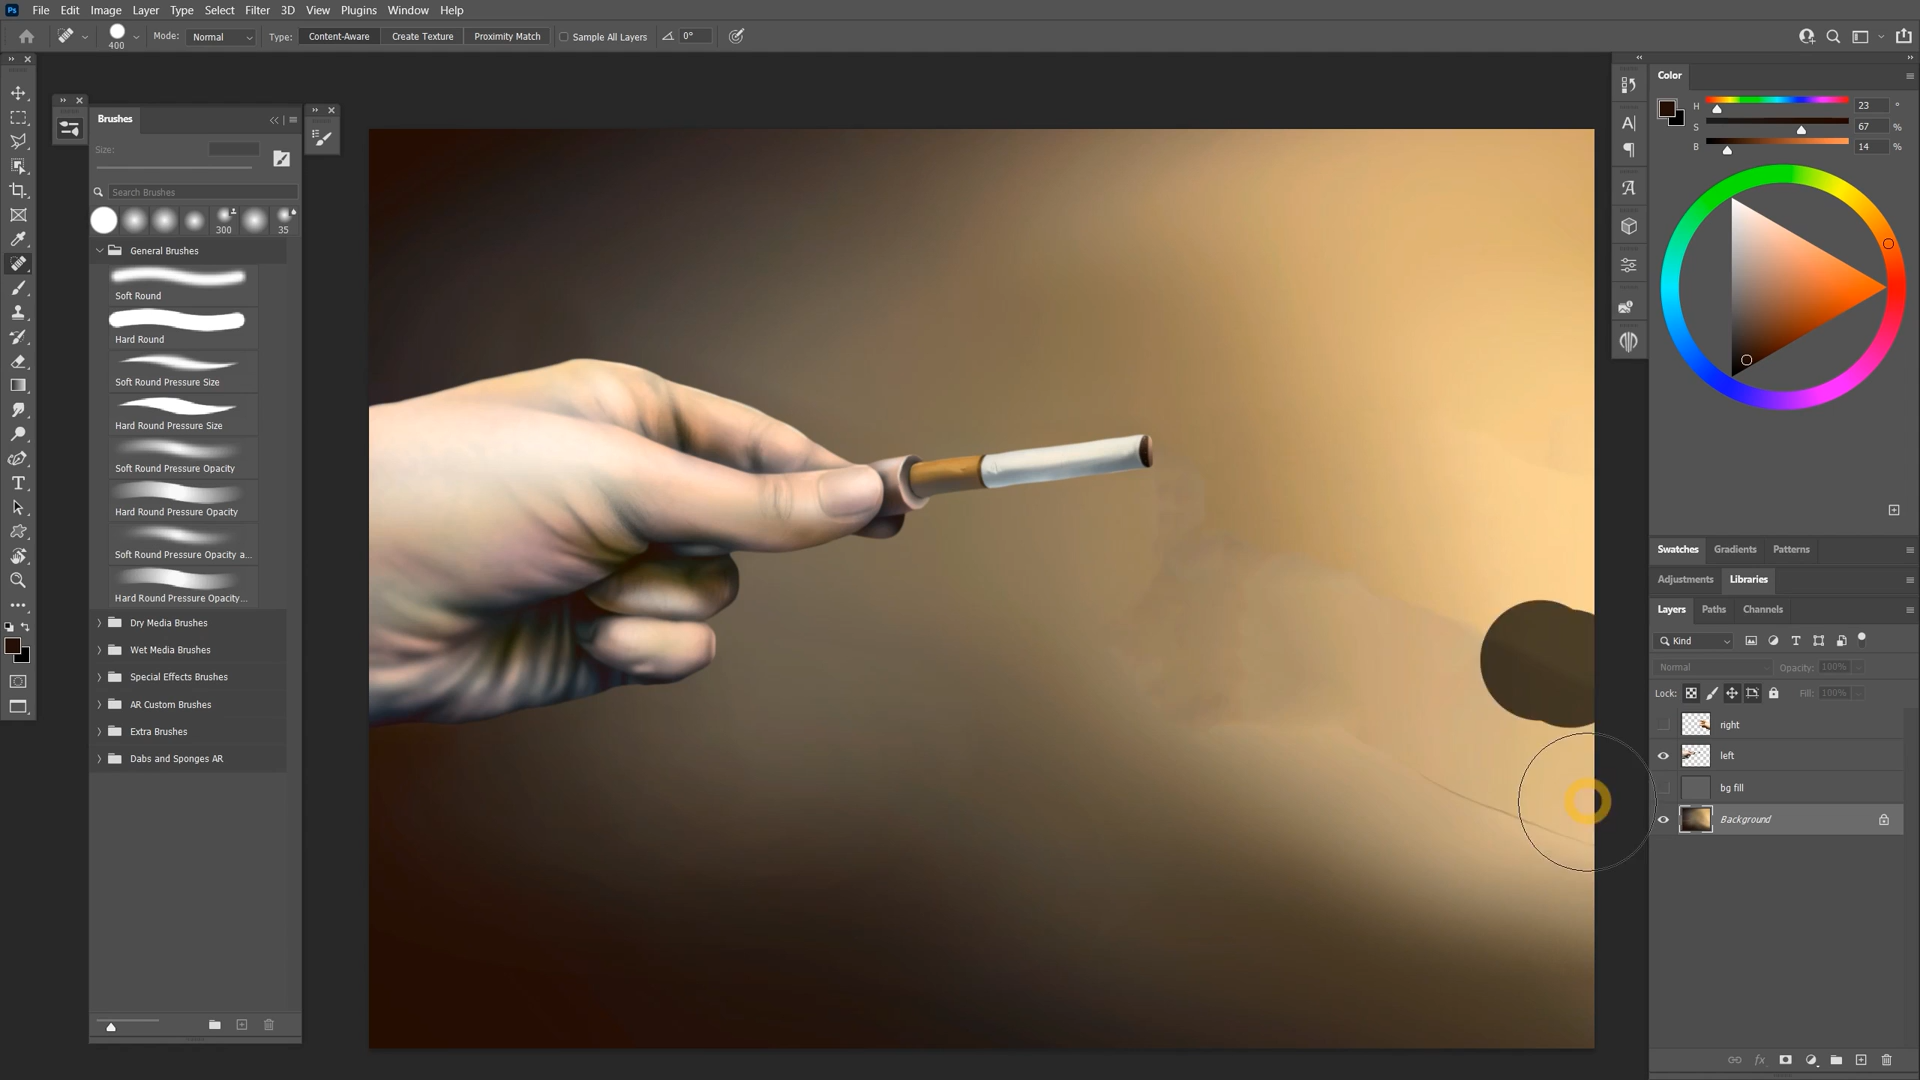 Ps File Edit Image Layer Type Select Filter 3D View Plugins Window Help
400 Mode: Normal Type: Content-Aware Create Texture Proximity Match Sample All Layers 0°
Brushes
Size:
Search Brushes
300 35
General Brushes
Soft Round
Hard Round
Soft Round Pressure Size
Hard Round Pressure Size
Soft Round Pressure Opacity
Hard Round Pressure Opacity
Soft Round Pressure Opacity a...
Hard Round Pressure Opacity...
Dry Media Brushes
Wet Media Brushes
Special Effects Brushes
AR Custom Brushes
Extra Brushes
Dabs and Sponges AR
Color
H 23 °
S 67 %
B 14 %
Swatches Gradients Patterns
Adjustments Libraries
Layers Paths Channels
Kind
Normal Opacity: 100%
Lock: Fill: 100%
right
left
bg fill
Background
fx